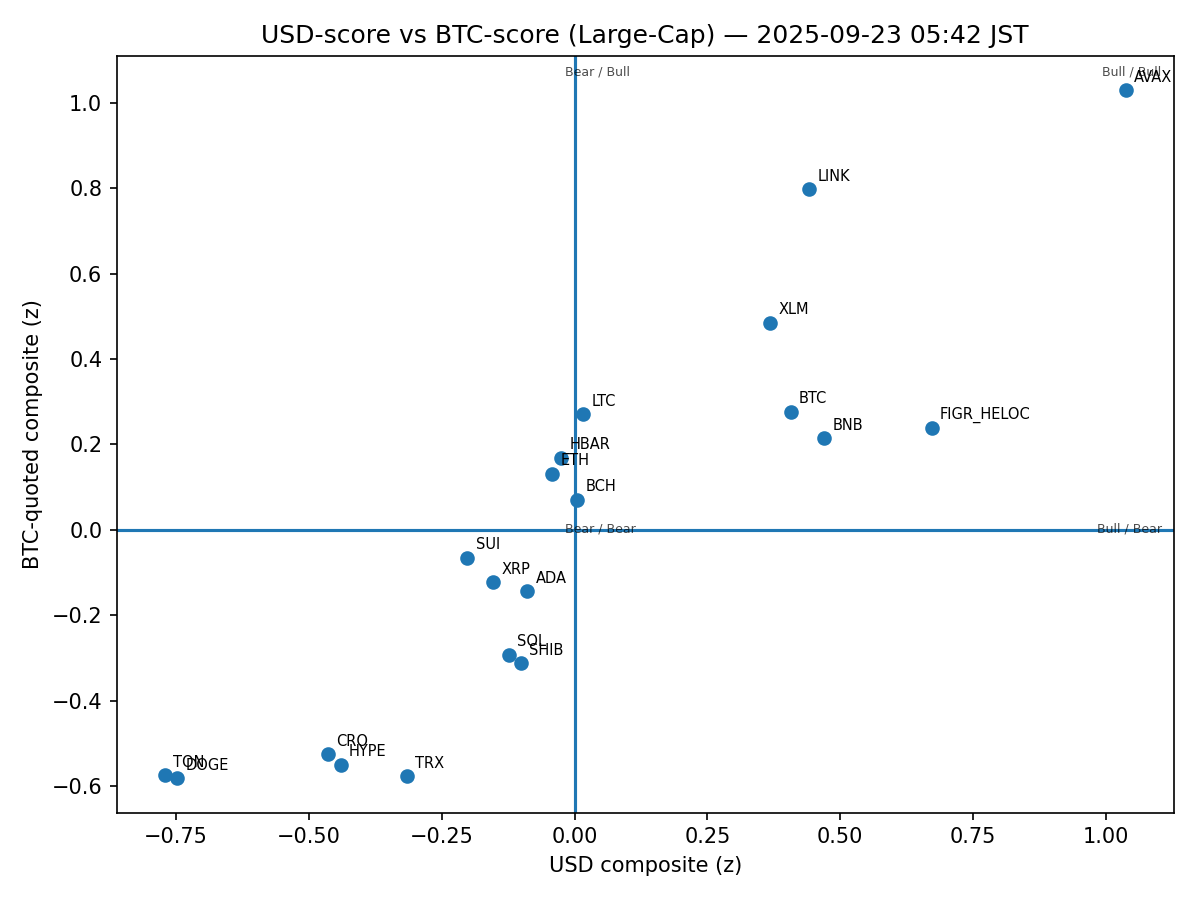 USD-score vs BTC-score (Large-Cap) — 2025-09-23 05:42 JST
Bear / Bull
Bull / Bull
AVAX
1.0
LINK
0.8
0.6
XLM
0.4
LTC
BTC
FIGR_HELOC
BNB
HBAR
ETH
0.2
BCH
0.0
Bear / Bear
Bull / Bear
SUI
XRP
ADA
−0.2
SOL
SHIB
−0.4
CRO
HYPE
TON
DOGE
TRX
−0.6
−0.75
−0.50
−0.25
0.00
0.25
0.50
0.75
1.00
USD composite (z)
BTC-quoted composite (z)